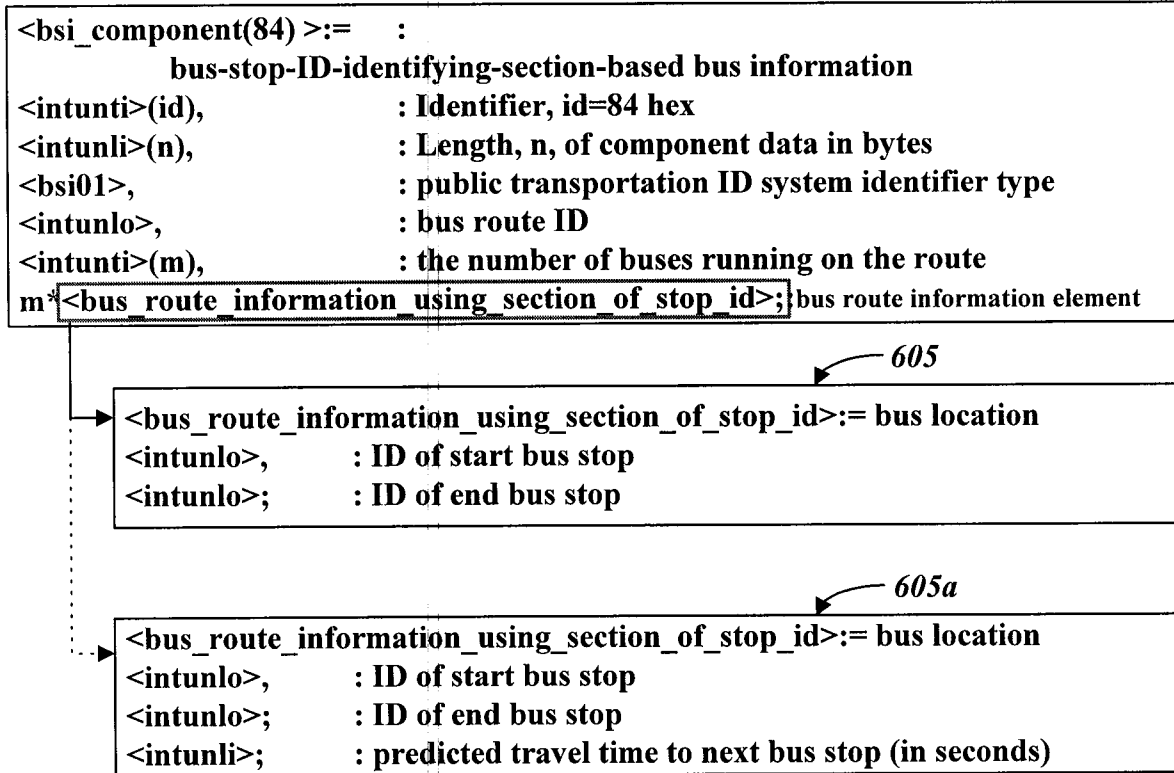 <bsi_component(84) >:= :
bus-stop-ID-identifying-section-based bus information
<intunti>(id), : Identifier, id=84 hex
<intunli>(n), : Length, n, of component data in bytes
<bsi01>, : public transportation ID system identifier type
<intunlo>, : bus route ID
<intunti>(m), : the number of buses running on the route
m*<bus_route_information_using_section_of_stop_id>;:bus route information element
605
<bus_route_information_using_section_of_stop_id>:= bus location
<intunlo>, : ID of start bus stop
<intunlo>; : ID of end bus stop
605a
<bus_route_information_using_section_of_stop_id>:= bus location
<intunlo>, : ID of start bus stop
<intunlo>; : ID of end bus stop
<intunli>; : predicted travel time to next bus stop (in seconds)